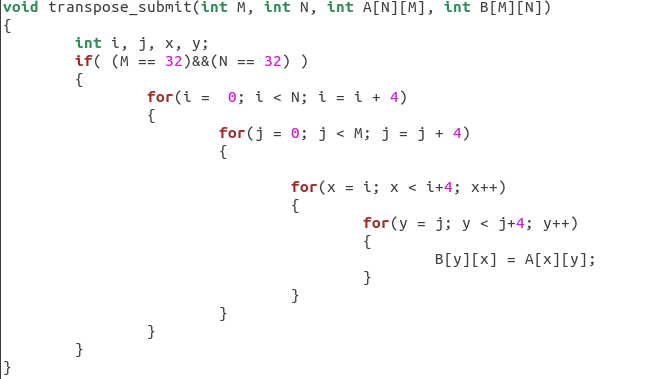 void transpose_submit(int M, int N, int A[N][M], int B[M][N])
{
        int i, j, x, y;
        if( (M == 32)&&(N == 32) )
        {
                for(i =  0; i < N; i = i + 4)
                {
                        for(j = 0; j < M; j = j + 4)
                        {

                                for(x = i; x < i+4; x++)
                                {
                                        for(y = j; y < j+4; y++)
                                        {
                                                B[y][x] = A[x][y];
                                        }
                                }
                        }
                }
        }
}